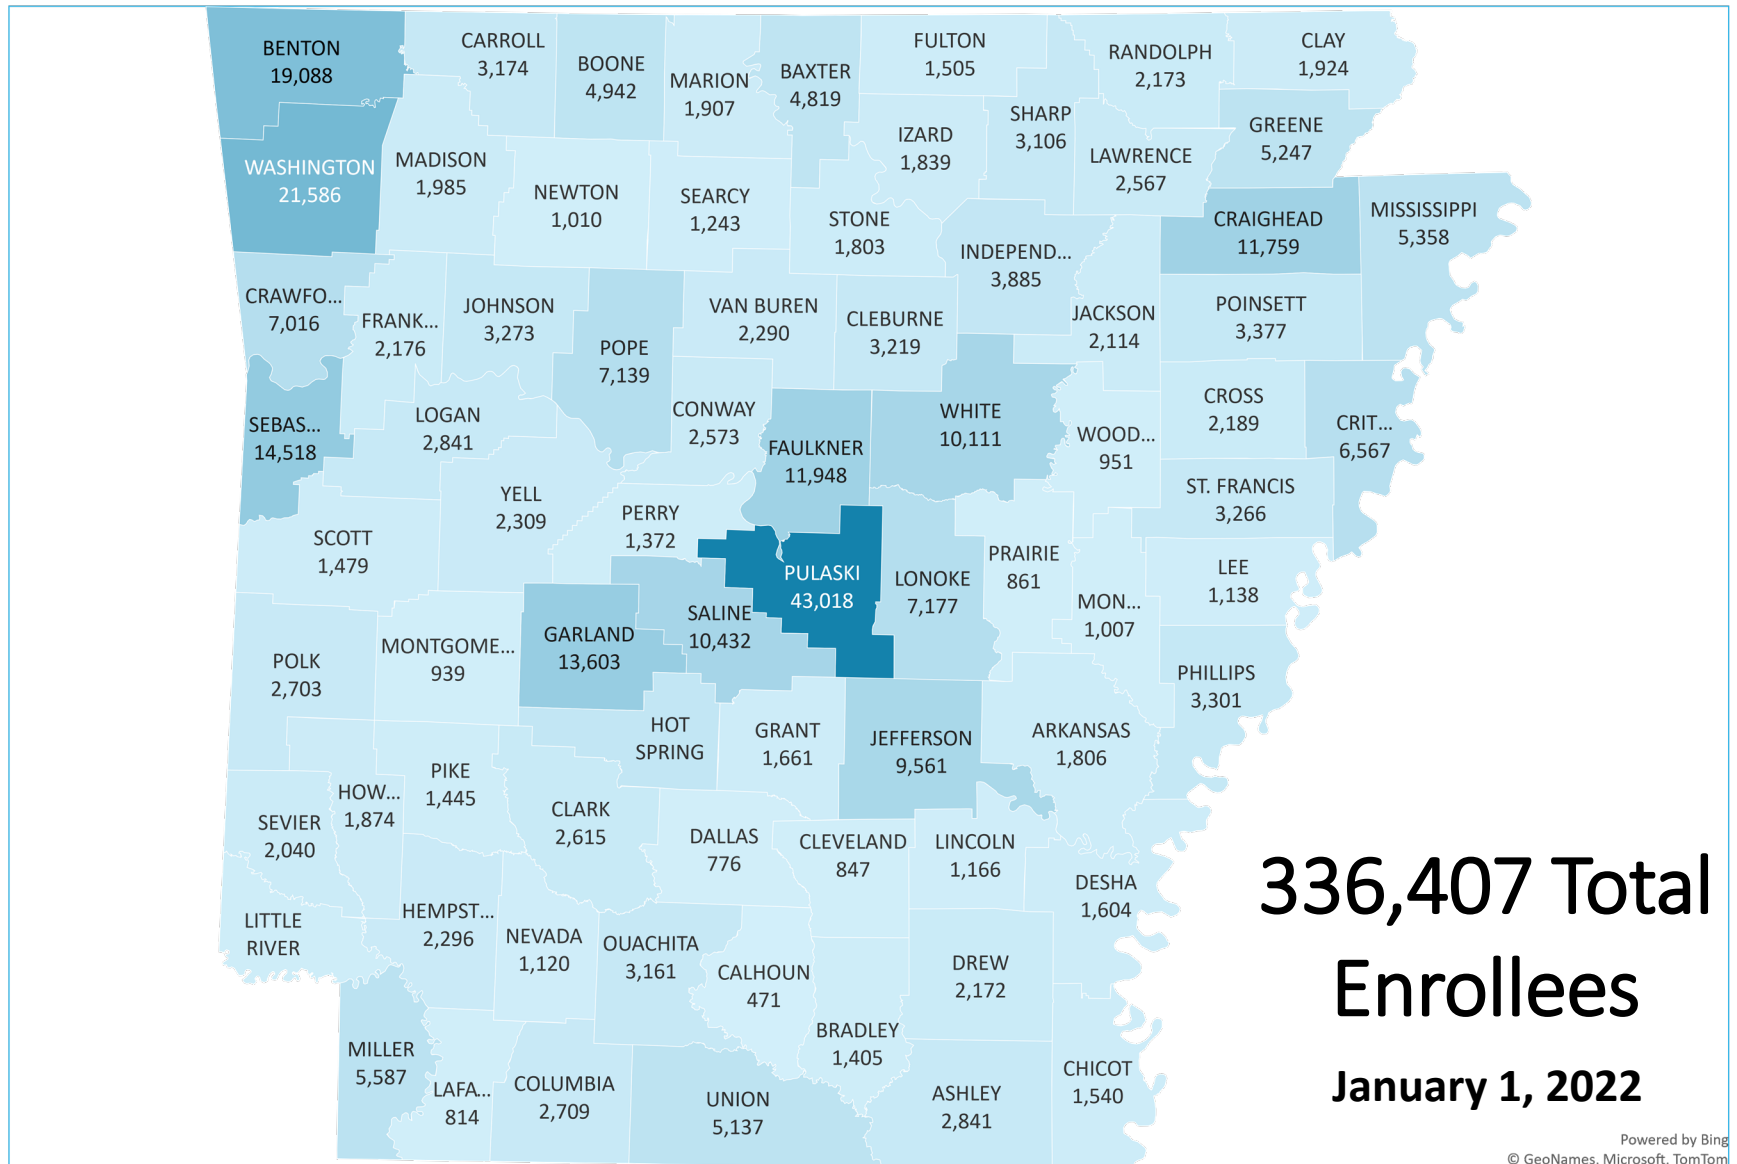 BENTON
19,088
CARROLL
3,174
BOONE
4,942
MARION
1,907
BAXTER
4,819
FULTON
1,505
RANDOLPH
2,173
CLAY
1,924
SHARP
3,106
GREENE
5,247
IZARD
1,839
LAWRENCE
2,567
WASHINGTON
21,586
MADISON
1,985
NEWTON
1,010
SEARCY
1,243
STONE
1,803
CRAIGHEAD
11,759
MISSISSIPPI
5,358
INDEPEND...
3,885
CRAWFO...
7,016
FRANK...
2,176
JOHNSON
3,273
POPE
7,139
VAN BUREN
2,290
CLEBURNE
3,219
JACKSON
2,114
POINSETT
3,377
SEBAS...
14,518
LOGAN
2,841
CONWAY
2,573
FAULKNER
11,948
WHITE
10,111
WOOD...
951
CROSS
2,189
CRIT...
6,567
YELL
2,309
PERRY
1,372
ST. FRANCIS
3,266
SCOTT
1,479
PULASKI
43,018
LONOKE
7,177
PRAIRIE
861
LEE
1,138
MON...
1,007
SALINE
10,432
GARLAND
13,603
MONTGOME...
939
POLK
2,703
PHILLIPS
3,301
HOT
SPRING
GRANT
1,661
JEFFERSON
9,561
ARKANSAS
1,806
PIKE
1,445
HOW...
1,874
SEVIER
2,040
CLARK
2,615
DALLAS
776
CLEVELAND
847
LINCOLN
1,166
DESHA
1,604
LITTLE
RIVER
HEMPST...
2,296
NEVADA
1,120
OUACHITA
3,161
CALHOUN
471
DREW
2,172
BRADLEY
1,405
MILLER
5,587
LAFA...
814
COLUMBIA
2,709
UNION
5,137
ASHLEY
2,841
CHICOT
1,540
336,407 Total
Enrollees
January 1, 2022
Powered by Bing
© GeoNames, Microsoft, TomTom